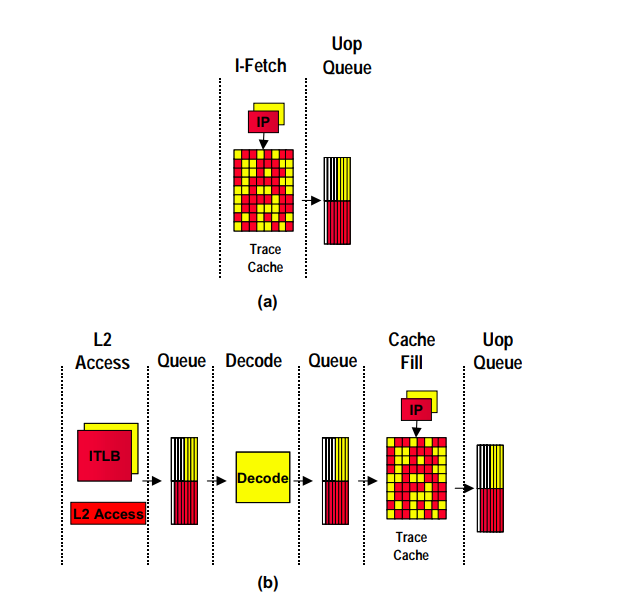 I-Fetch
Uop
Queue
IP
Trace
Cache
(a)
L2
Access
Queue
Decode
Queue
Cache
Fill
Uop
Queue
IP
ITLB
Decode
L2 Access
Trace
Cache
(b)